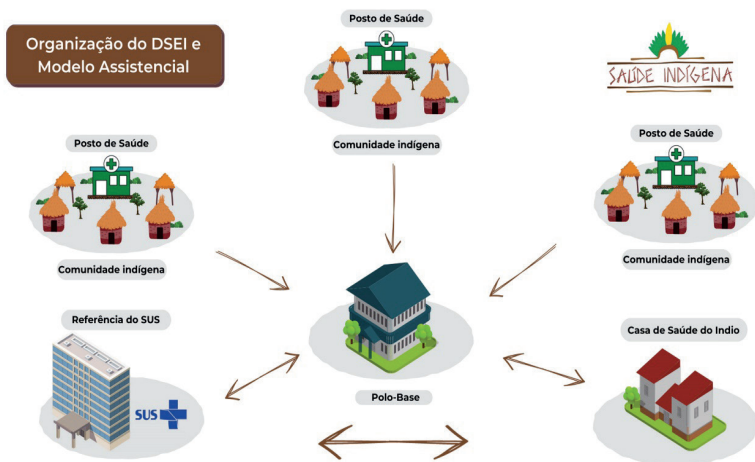 Organização do DSEI e
Modelo Assistencial
Posto de Saúde
Comunidade indígena
SAÚDE INDÍGENA
Posto de Saúde
Comunidade indígena
Posto de Saúde
Comunidade indígena
Referência do SUS
SUS
Polo-Base
Casa de Saúde do Indio